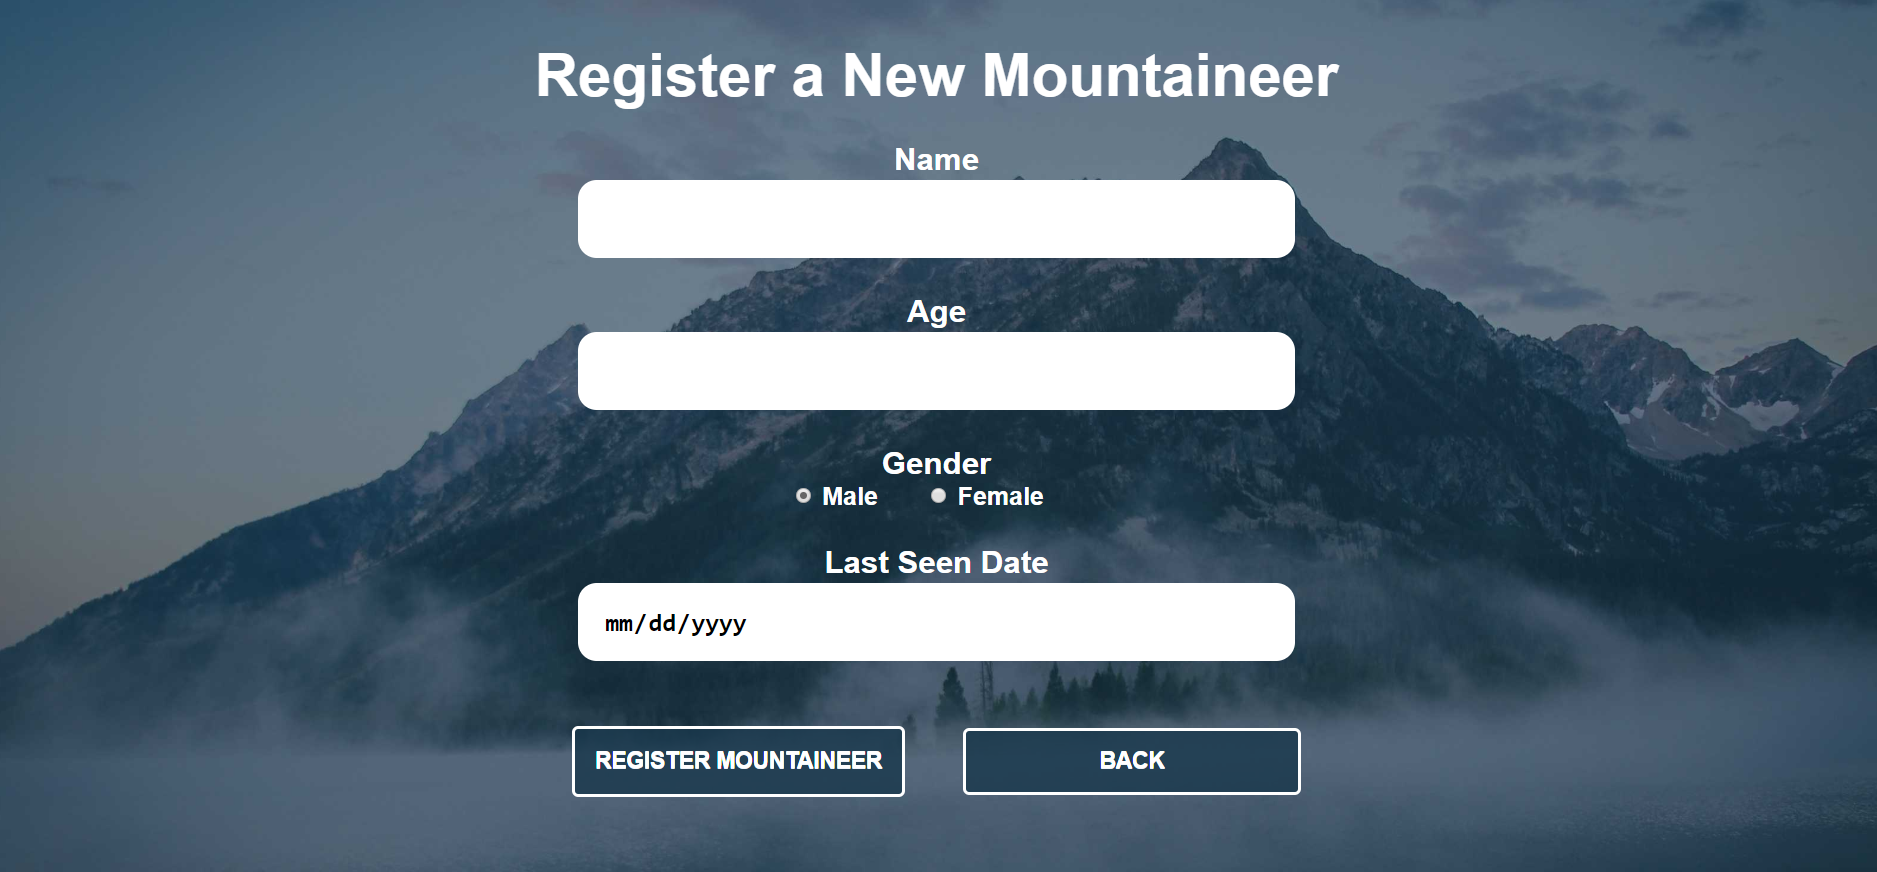 Register a New Mountaineer
Name
Age
Gender
Male Female
Last Seen Date
mm/dd/yyyy
REGISTER MOUNTAINEER BACK